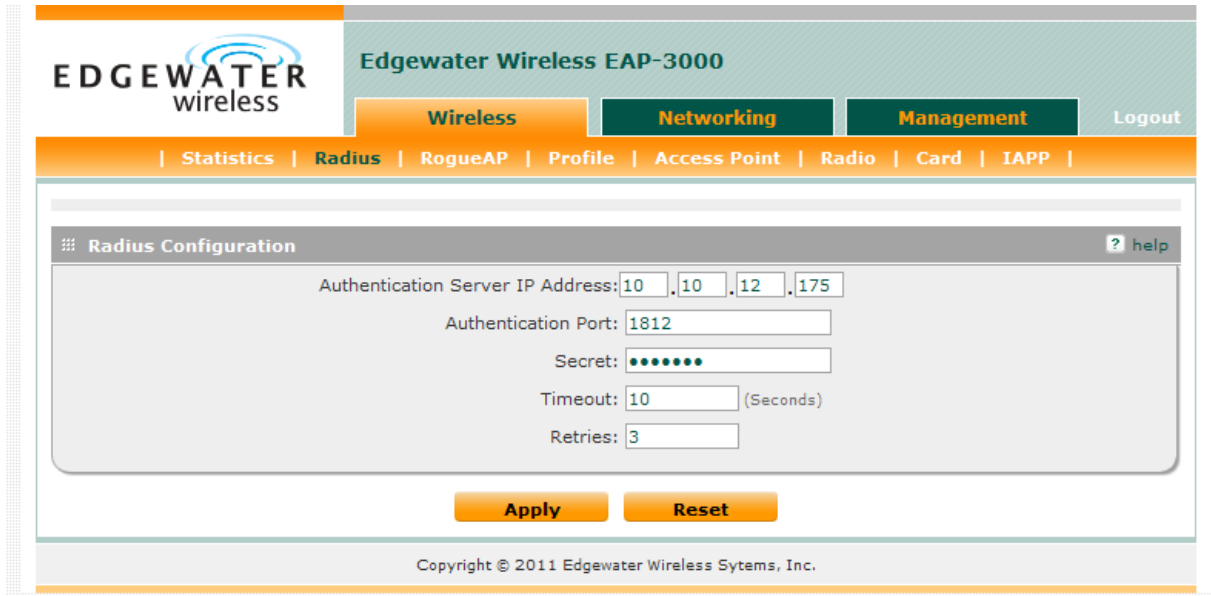 EDGEWATER
wireless
Edgewater Wireless EAP-3000
Wireless Networking Management Logout
| Statistics | Radius | RogueAP | Profile | Access Point | Radio | Card | IAPP |
Radius Configuration ? help
Authentication Server IP Address: 10 . 10 . 12 . 175
Authentication Port: 1812
Secret: •••••••
Timeout: 10 (Seconds)
Retries: 3
Apply Reset
Copyright © 2011 Edgewater Wireless Sytems, Inc.